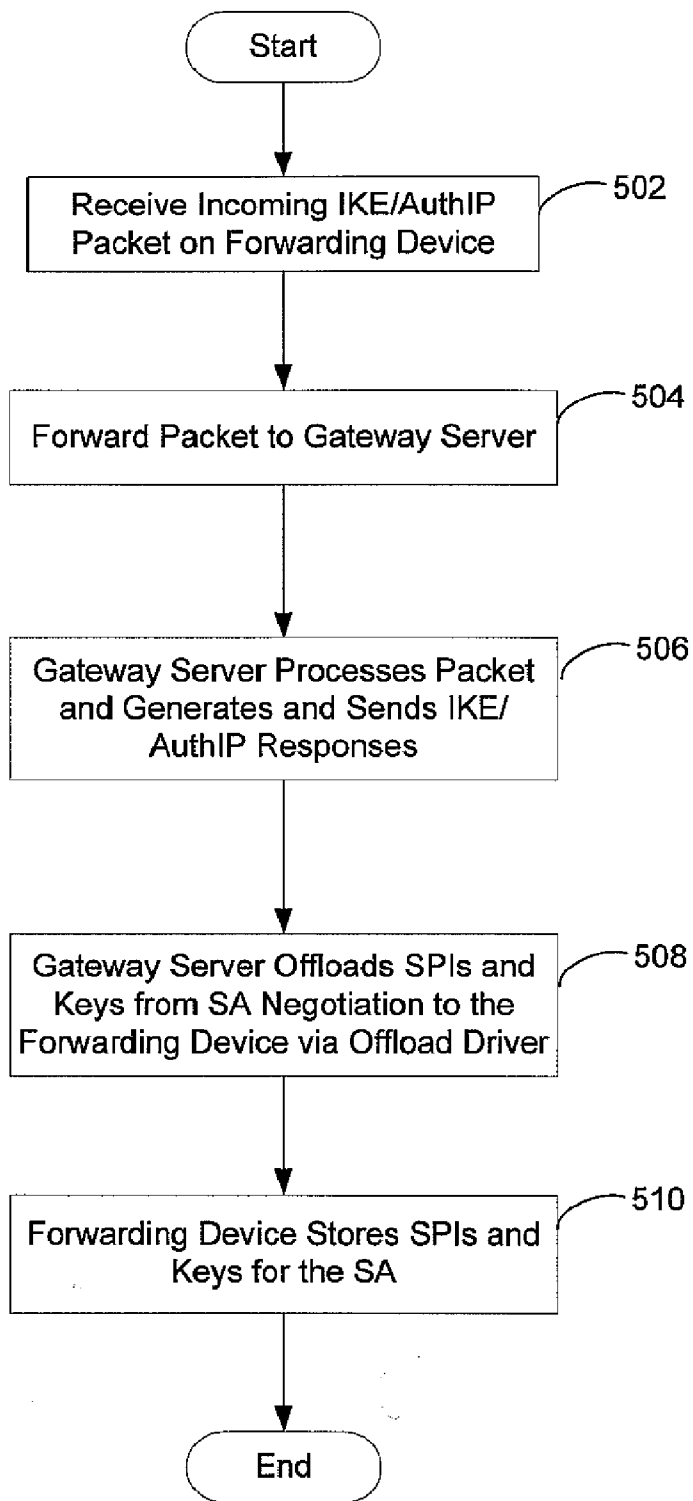 Start
502
Receive Incoming IKE/AuthIP
Packet on Forwarding Device
504
Forward Packet to Gateway Server
506
Gateway Server Processes Packet
and Generates and Sends IKE/
AuthIP Responses
508
Gateway Server Offloads SPIs and
Keys from SA Negotiation to the
Forwarding Device via Offload Driver
510
Forwarding Device Stores SPIs and
Keys for the SA
End